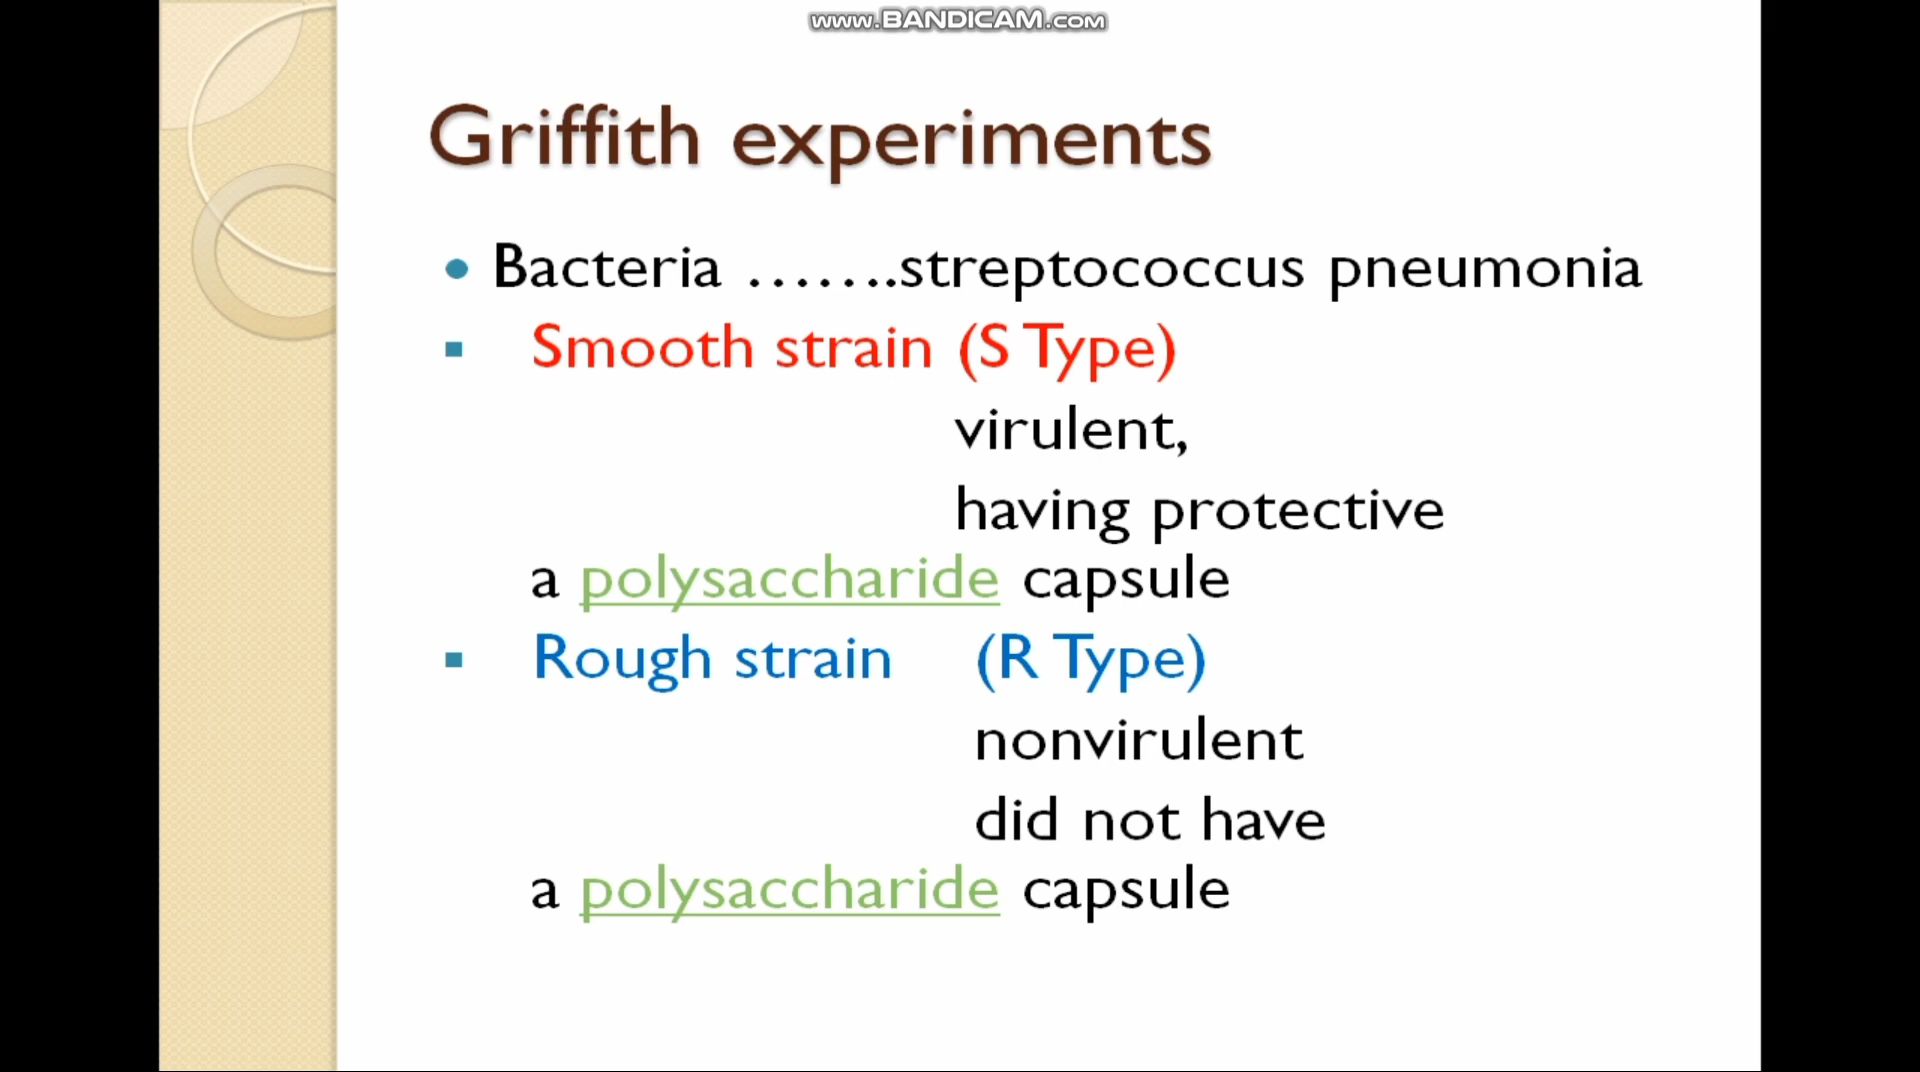 www.BANDICAM.com
Griffith experiments
• Bacteria …….streptococcus pneumonia
▪ Smooth strain (S Type)
virulent,
having protective
a polysaccharide capsule
▪ Rough strain (R Type)
nonvirulent
did not have
a polysaccharide capsule